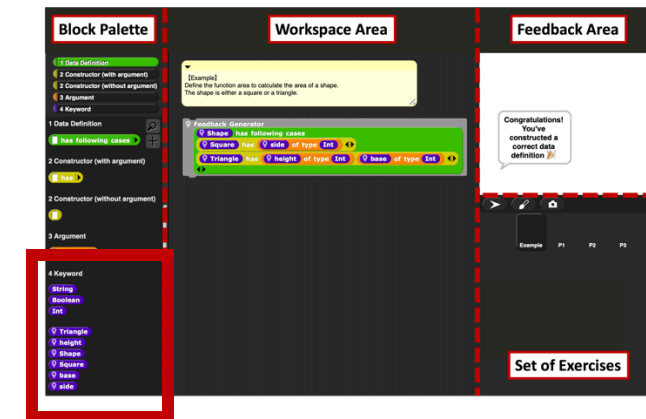 Block Palette
Workspace Area
Feedback Area
1 Data Definition
2 Constructor (with argument)
2 Constructor (without argument)
3 Argument
4 Keyword
1 Data Definition
has following cases
2 Constructor (with argument)
has
2 Constructor (without argument)
3 Argument
4 Keyword
String
Boolean
Int
Triangle
height
Shape
Square
base
side
[Example]
Define the function area to calculate the area of a shape.
The shape is either a square or a triangle.
Feedback Generator
Shape has following cases
Square has side of type Int
Triangle has height of type Int base of type Int
Congratulations!
You've
constructed a
correct data
definition 🎉
Example P1 P2 P3
Set of Exercises